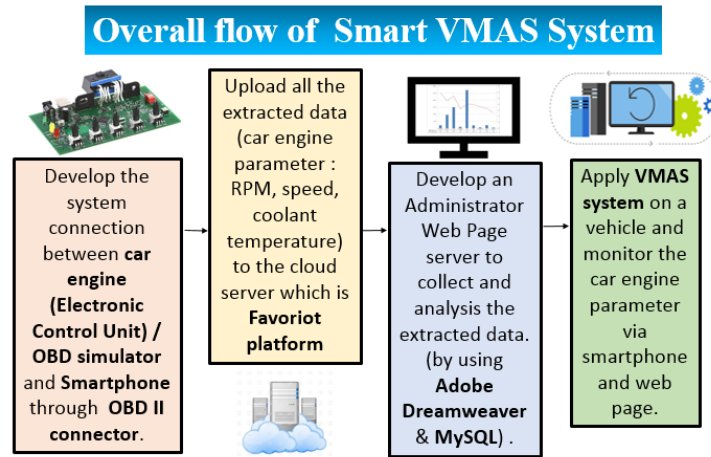 Overall flow of Smart VMAS System
Develop the
system
connection
between car
engine
(Electronic
Control Unit) /
OBD simulator
and Smartphone
through OBD II
connector.
Upload all the
extracted data
(car engine
parameter :
RPM, speed,
coolant
temperature)
to the cloud
server which is
Favoriot
platform
Develop an
Administrator
Web Page
server to
collect and
analysis the
extracted data.
(by using
Adobe
Dreamweaver
& MySQL) .
Apply VMAS
system on a
vehicle and
monitor the
car engine
parameter
via
smartphone
and web
page.